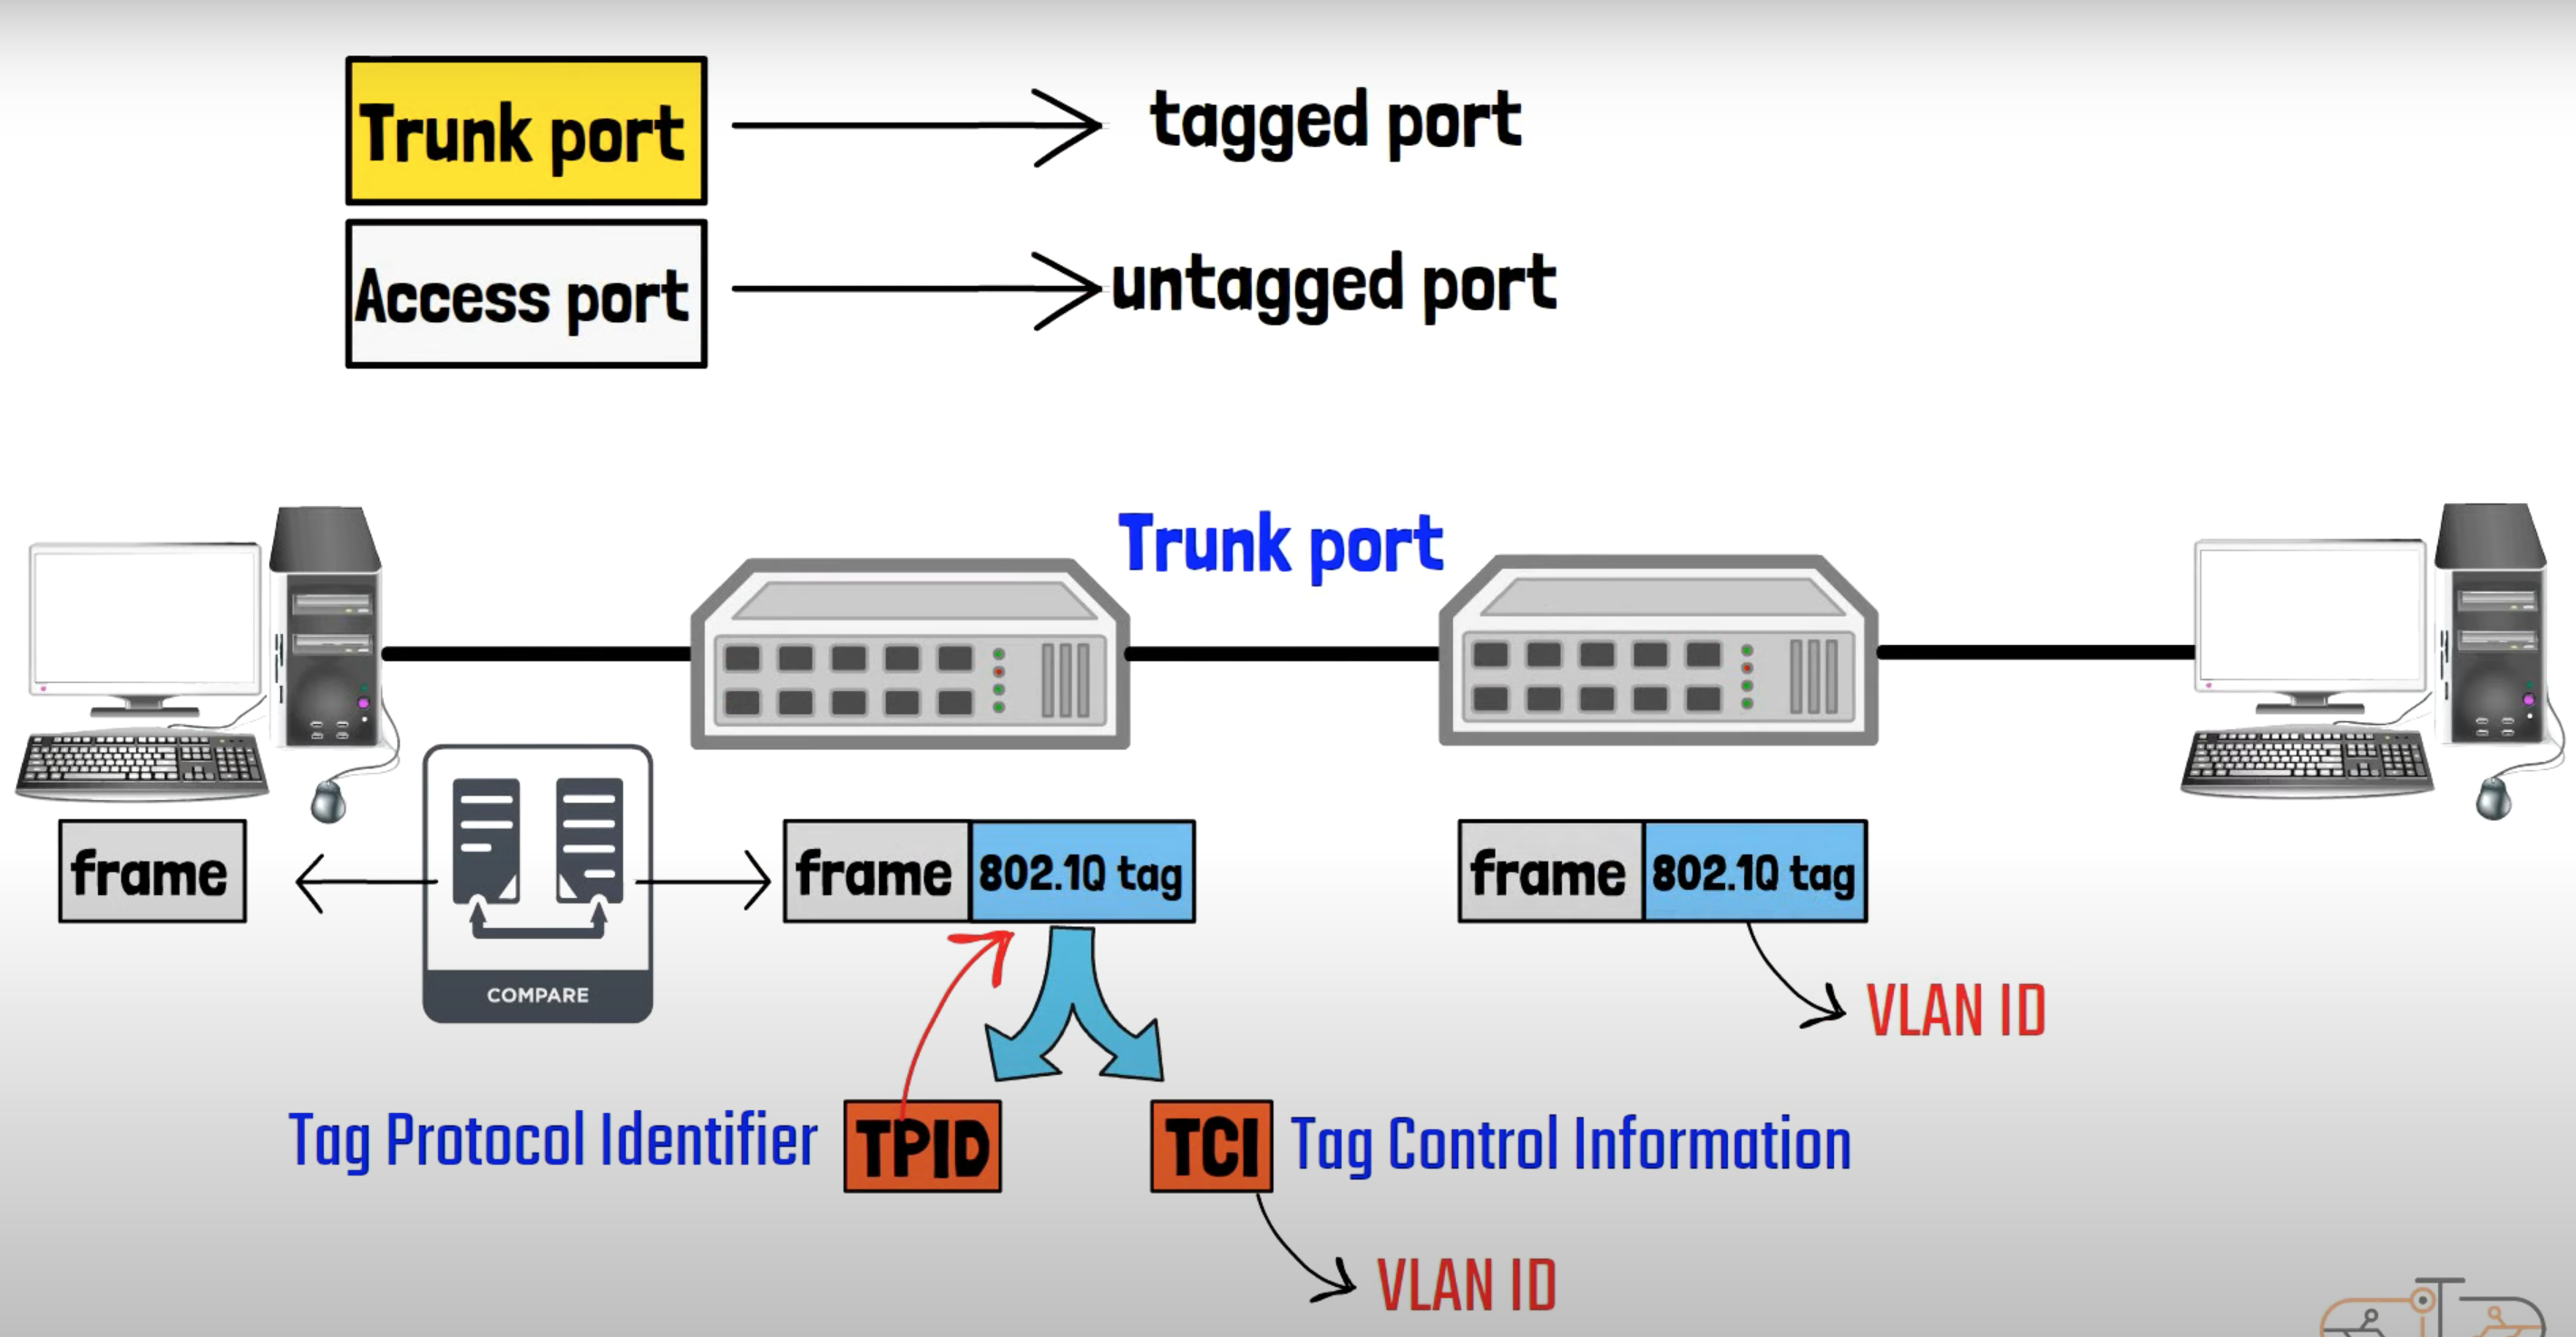 Trunk port
tagged port
Access port
untagged port
Trunk port
frame
COMPARE
frame
802.1Q tag
frame
802.1Q tag
VLAN ID
Tag Protocol Identifier
TPID
TCI
Tag Control Information
VLAN ID